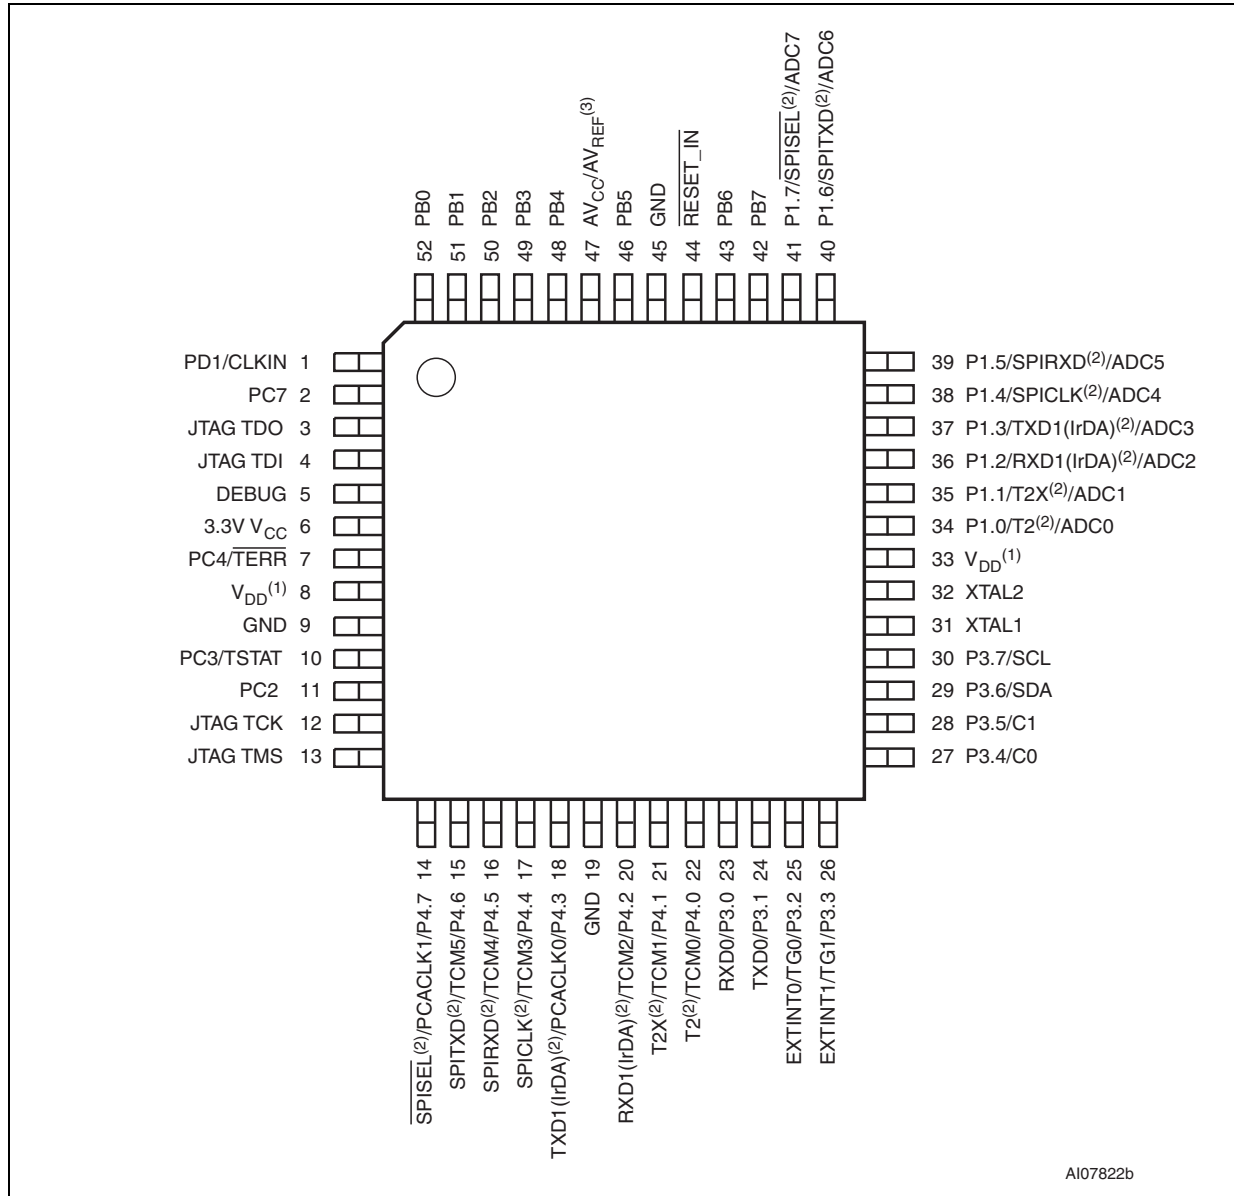 52 PB0
51 PB1
50 PB2
49 PB3
48 PB4
47 AVCC/AVREF(3)
46 PB5
45 GND
44 RESET_IN
43 PB6
42 PB7
41 P1.7/SPISEL(2)/ADC7
40 P1.6/SPITXD(2)/ADC6
PD1/CLKIN 1
PC7 2
JTAG TDO 3
JTAG TDI 4
DEBUG 5
3.3V VCC 6
PC4/TERR 7
VDD(1) 8
GND 9
PC3/TSTAT 10
PC2 11
JTAG TCK 12
JTAG TMS 13
39 P1.5/SPIRXD(2)/ADC5
38 P1.4/SPICLK(2)/ADC4
37 P1.3/TXD1(IrDA)(2)/ADC3
36 P1.2/RXD1(IrDA)(2)/ADC2
35 P1.1/T2X(2)/ADC1
34 P1.0/T2(2)/ADC0
33 VDD(1)
32 XTAL2
31 XTAL1
30 P3.7/SCL
29 P3.6/SDA
28 P3.5/C1
27 P3.4/C0
SPISEL(2)/PCACLK1/P4.7 14
SPITXD(2)/TCM5/P4.6 15
SPIRXD(2)/TCM4/P4.5 16
SPICLK(2)/TCM3/P4.4 17
TXD1(IrDA)(2)/PCACLK0/P4.3 18
GND 19
RXD1(IrDA)(2)/TCM2/P4.2 20
T2X(2)/TCM1/P4.1 21
T2(2)/TCM0/P4.0 22
RXD0/P3.0 23
TXD0/P3.1 24
EXTINT0/TG0/P3.2 25
EXTINT1/TG1/P3.3 26
AI07822b